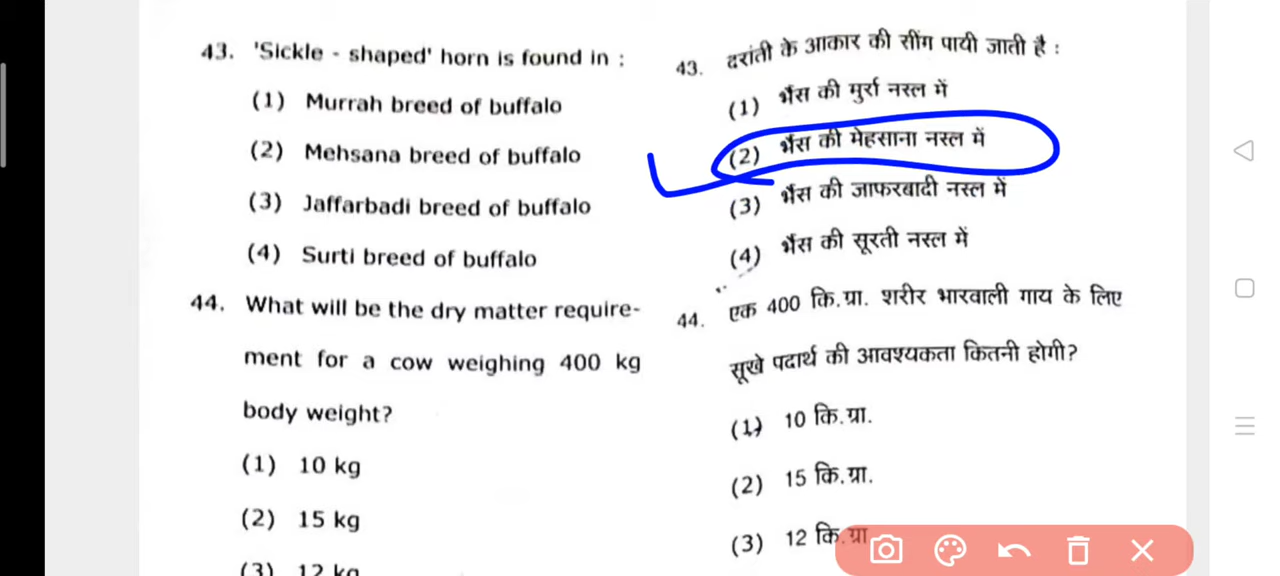 43. 'Sickle - shaped' horn is found in :
(1) Murrah breed of buffalo
(2) Mehsana breed of buffalo
(3) Jaffarbadi breed of buffalo
(4) Surti breed of buffalo
44. What will be the dry matter require-
ment for a cow weighing 400 kg
body weight?
(1) 10 kg
(2) 15 kg
(3) 12 kg
43. दरांती के आकार की सींग पायी जाती है :
(1) भैंस की मुर्रा नस्ल में
(2) भैंस की मेहसाना नस्ल में
(3) भैंस की जाफरबादी नस्ल में
(4) भैंस की सूरती नस्ल में
44. एक 400 कि.ग्रा. शरीर भारवाली गाय के लिए
सूखे पदार्थ की आवश्यकता कितनी होगी?
(1) 10 कि.ग्रा.
(2) 15 कि.ग्रा.
(3) 12 कि.ग्रा